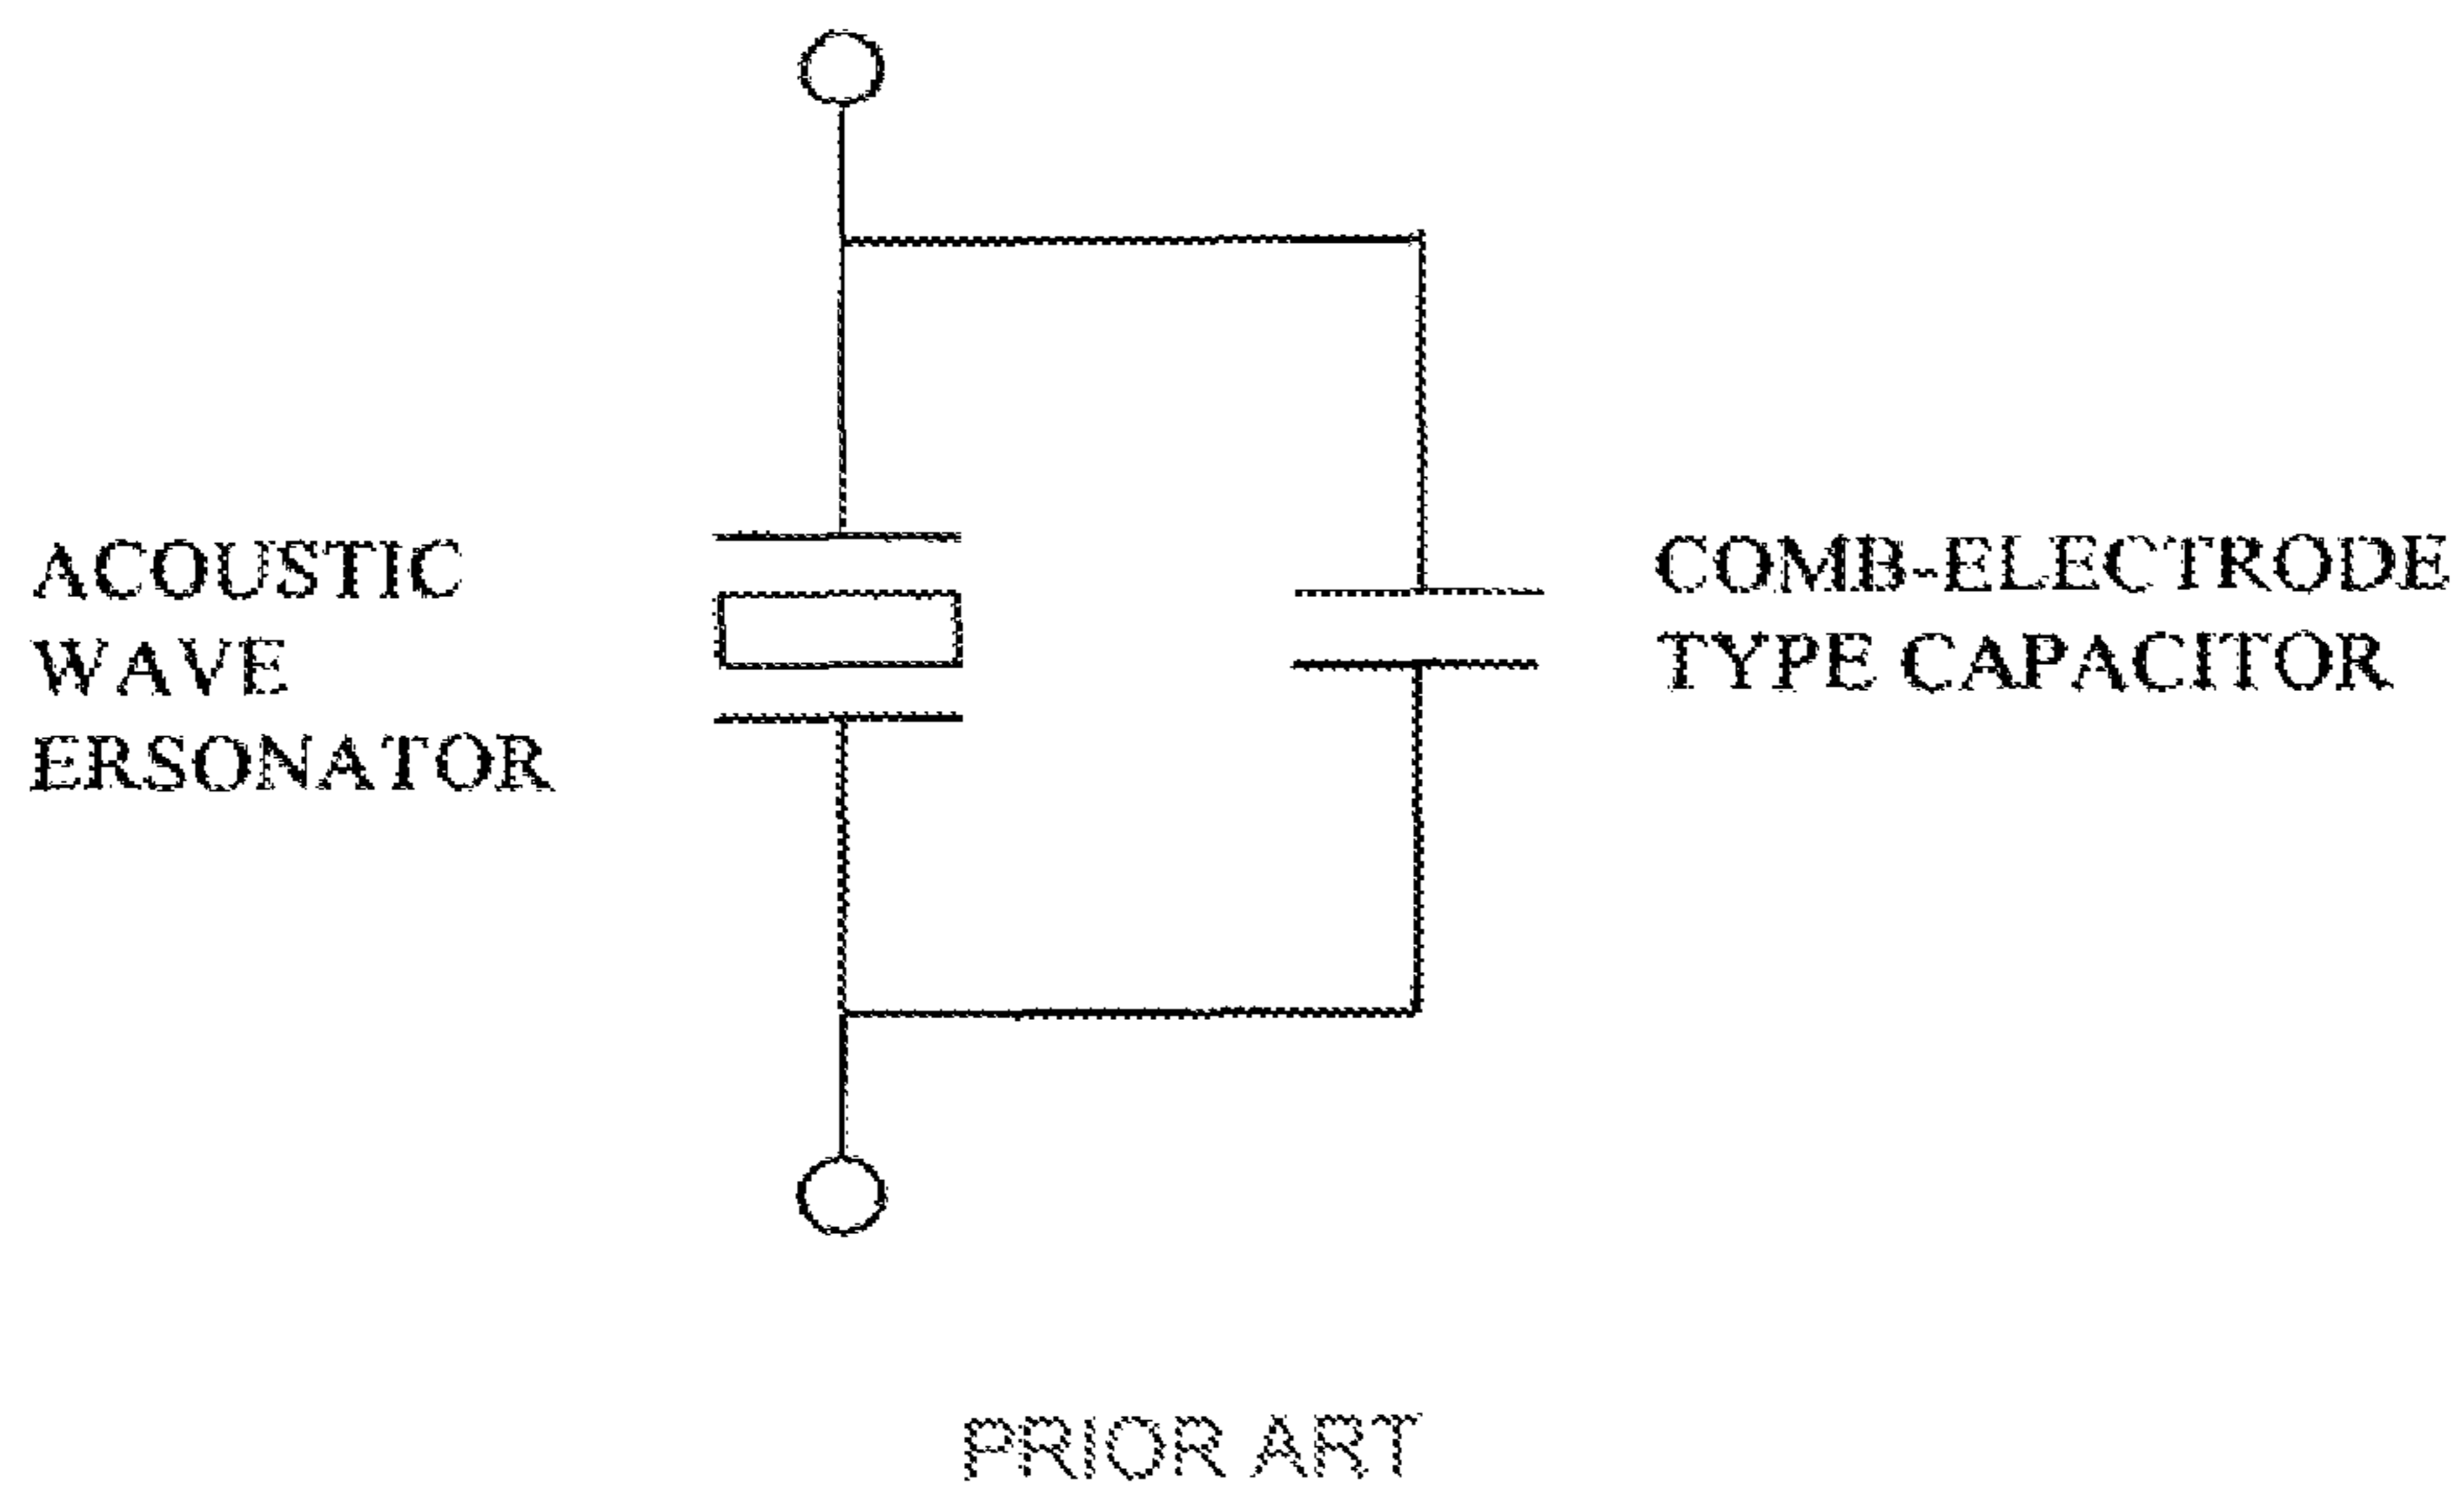 ACOUSTIC
WAVE
ERSONATOR
COMB-ELECTRODE
TYPE CAPACITOR
PRIOR ART